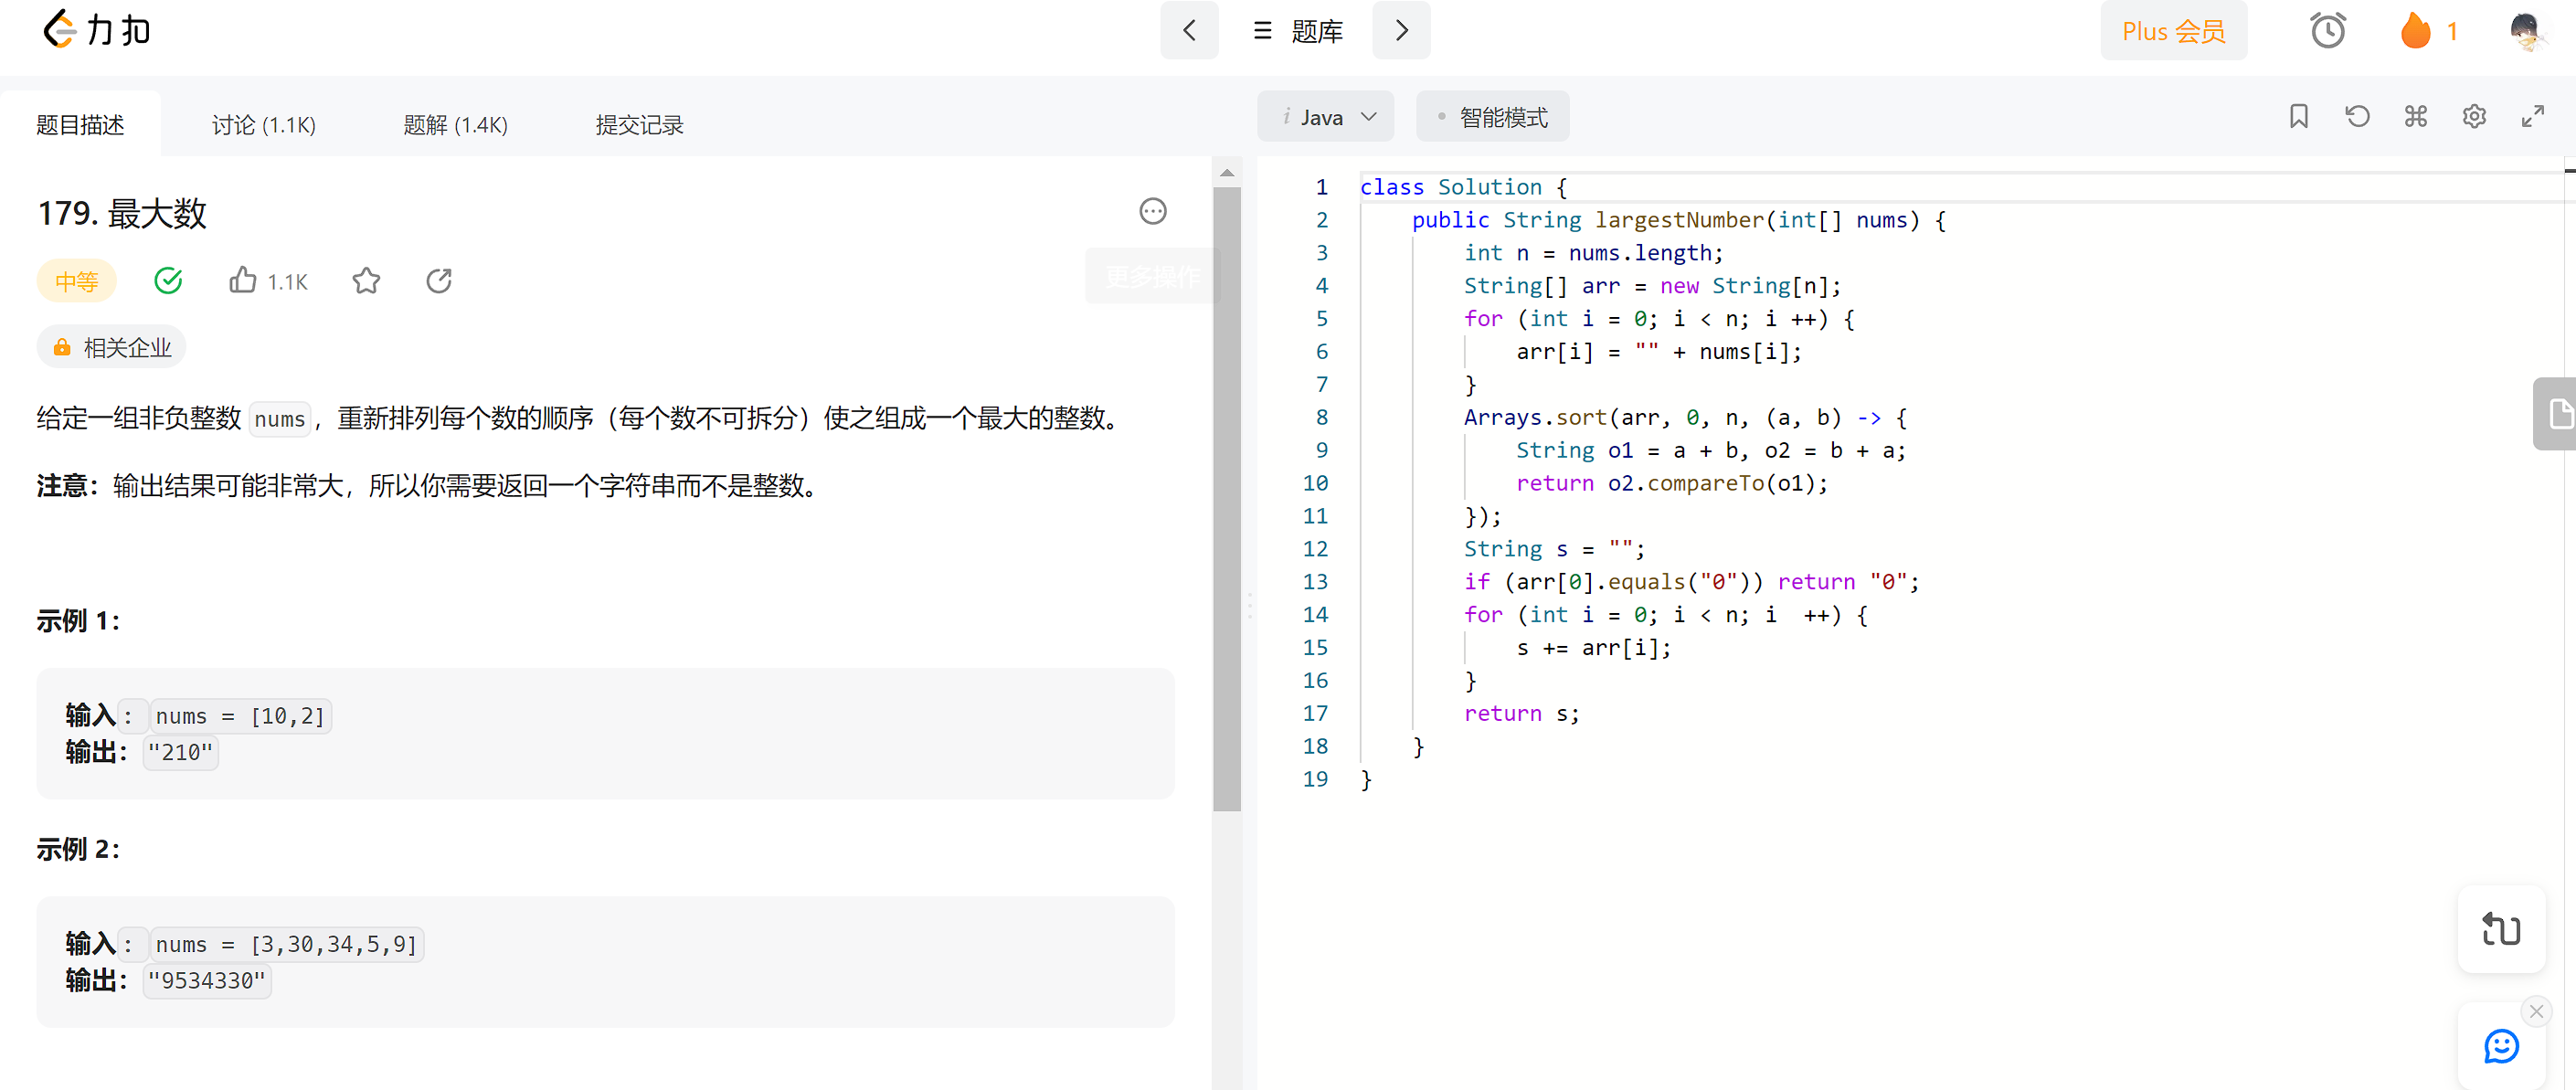 力扣
题库
Plus 会员
1
题目描述
讨论 (1.1K)
题解 (1.4K)
提交记录
i Java
智能模式
179. 最大数
中等
1.1K
更多操作
相关企业
给定一组非负整数 nums，重新排列每个数的顺序（每个数不可拆分）使之组成一个最大的整数。
注意：输出结果可能非常大，所以你需要返回一个字符串而不是整数。
示例 1：
输入：nums = [10,2]
输出："210"
示例 2：
输入：nums = [3,30,34,5,9]
输出："9534330"
1 class Solution {
2     public String largestNumber(int[] nums) {
3         int n = nums.length;
4         String[] arr = new String[n];
5         for (int i = 0; i < n; i ++) {
6             arr[i] = "" + nums[i];
7         }
8         Arrays.sort(arr, 0, n, (a, b) -> {
9             String o1 = a + b, o2 = b + a;
10             return o2.compareTo(o1);
11         });
12         String s = "";
13         if (arr[0].equals("0")) return "0";
14         for (int i = 0; i < n; i  ++) {
15             s += arr[i];
16         }
17         return s;
18     }
19 }